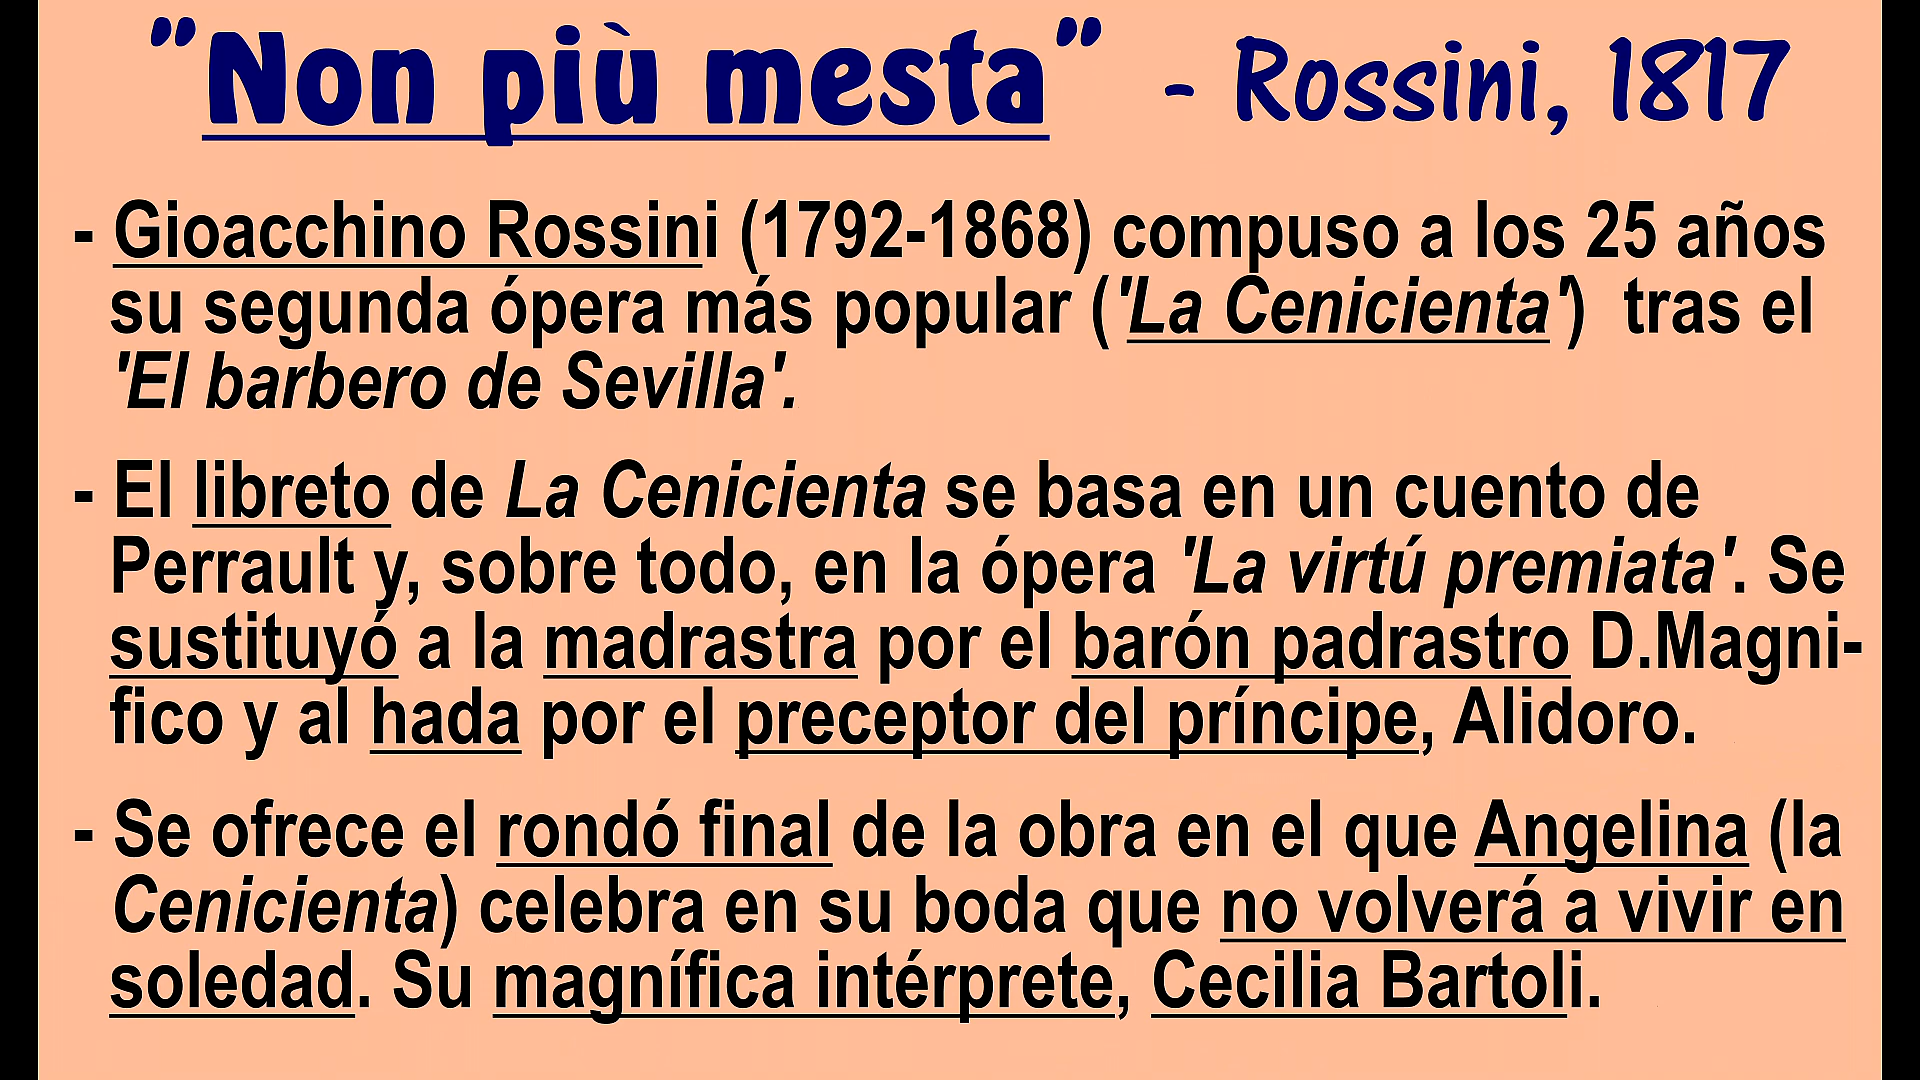 "Non più mesta" - Rossini, 1817
- Gioacchino Rossini (1792-1868) compuso a los 25 años
su segunda ópera más popular ('La Cenicienta') tras el
'El barbero de Sevilla'.
- El libreto de La Cenicienta se basa en un cuento de
Perrault y, sobre todo, en la ópera 'La virtú premiata'. Se
sustituyó a la madrastra por el barón padrastro D.Magni-
fico y al hada por el preceptor del príncipe, Alidoro.
- Se ofrece el rondó final de la obra en el que Angelina (la
Cenicienta) celebra en su boda que no volverá a vivir en
soledad. Su magnífica intérprete, Cecilia Bartoli.